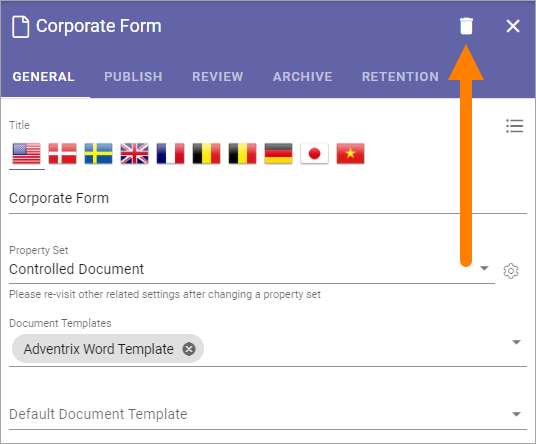 Corporate Form
GENERAL PUBLISH REVIEW ARCHIVE RETENTION
Title
Corporate Form
Property Set
Controlled Document
Please re-visit other related settings after changing a property set
Document Templates
Adventrix Word Template
Default Document Template